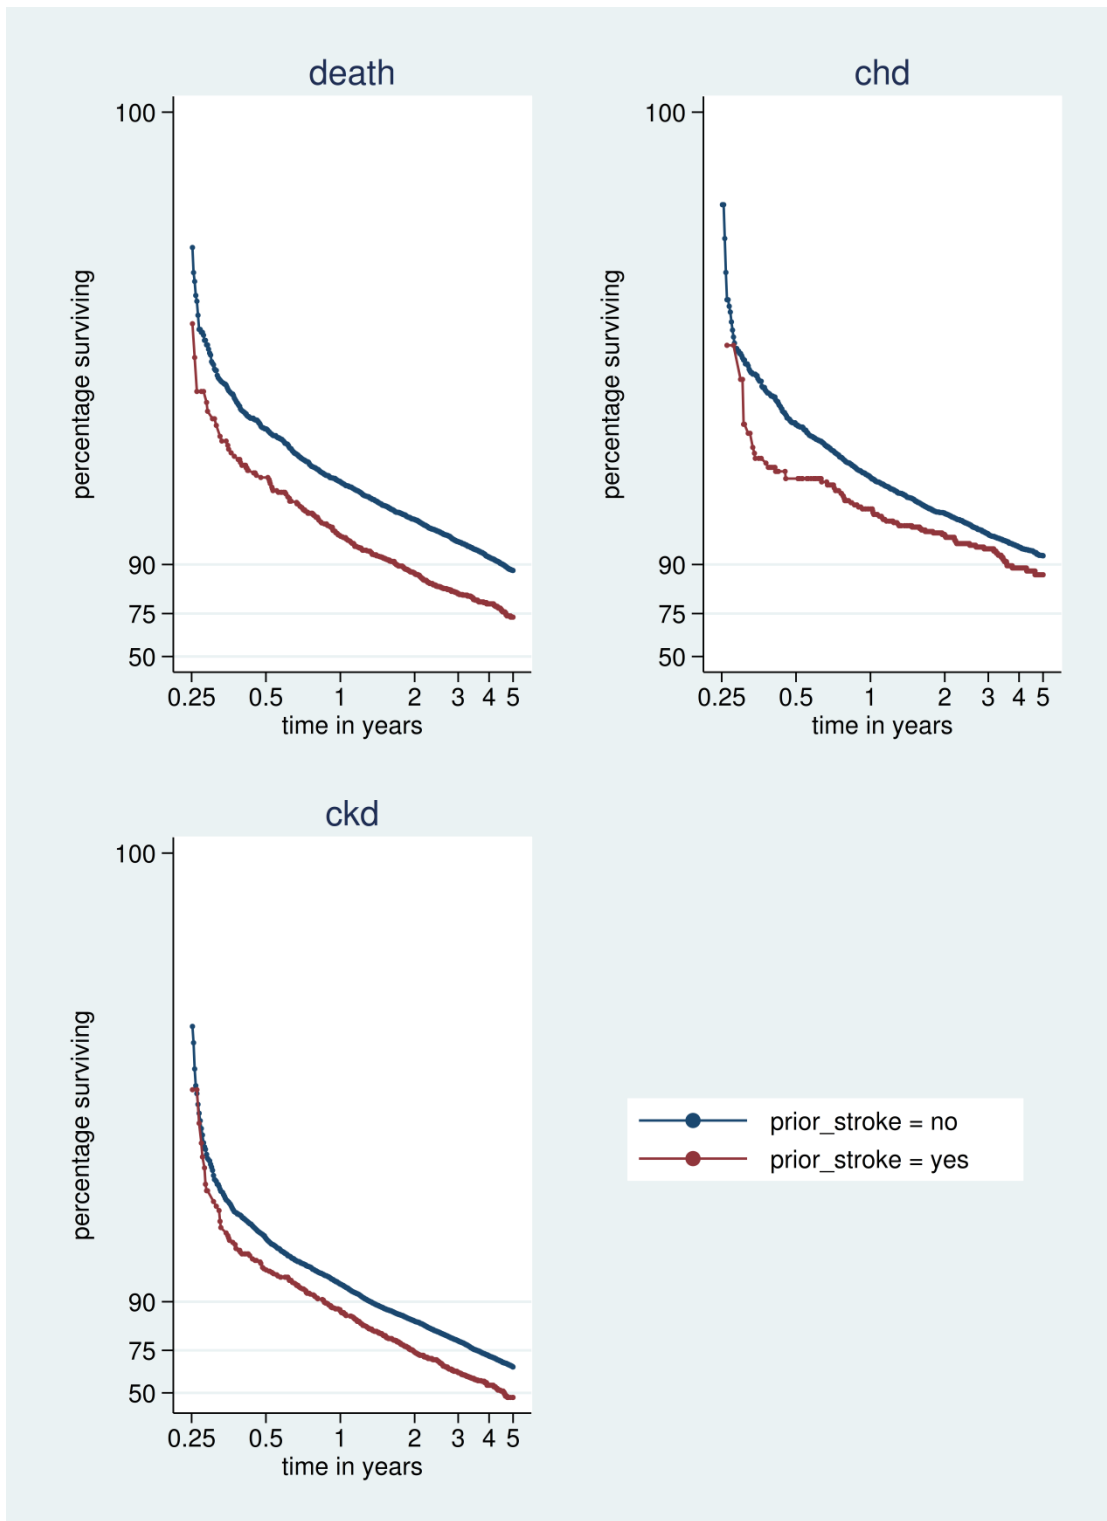 death
100
90
75
50
percentage surviving
0.25 0.5 1 2 3 4 5
time in years
chd
100
90
75
50
percentage surviving
0.25 0.5 1 2 3 4 5
time in years
ckd
100
90
75
50
percentage surviving
0.25 0.5 1 2 3 4 5
time in years
prior_stroke = no
prior_stroke = yes